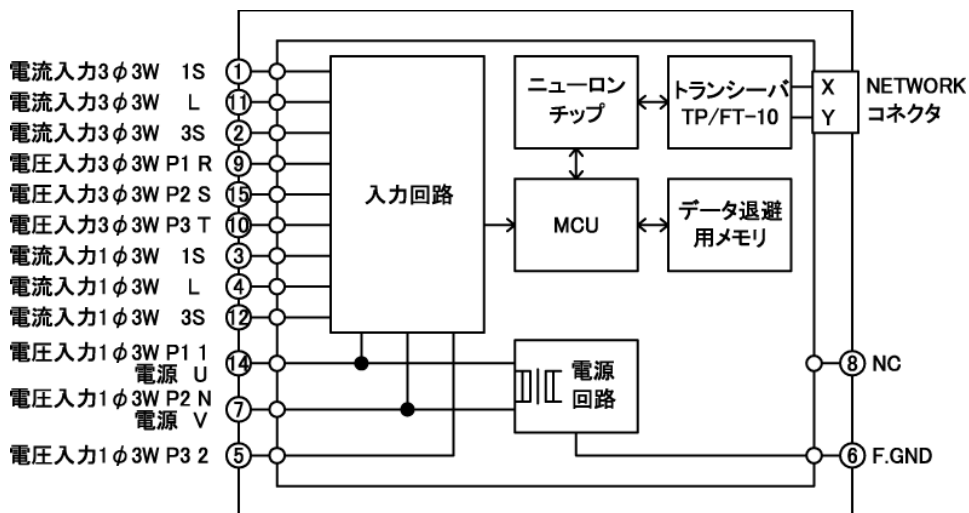 電流入力3φ3W 1S ①
電流入力3φ3W L ⑪
電流入力3φ3W 3S ②
電圧入力3φ3W P1 R ⑨
電圧入力3φ3W P2 S ⑮
電圧入力3φ3W P3 T ⑩
電流入力1φ3W 1S ③
電流入力1φ3W L ④
電流入力1φ3W 3S ⑫
電圧入力1φ3W P1 1
電源 U ⑭
電圧入力1φ3W P2 N
電源 V ⑦
電圧入力1φ3W P3 2 ⑤
入力回路
ニューロン
チップ
トランシーバ
TP/FT-10
X
Y
NETWORK
コネクタ
MCU
データ退避
用メモリ
電源
回路
⑧ NC
⑥ F.GND